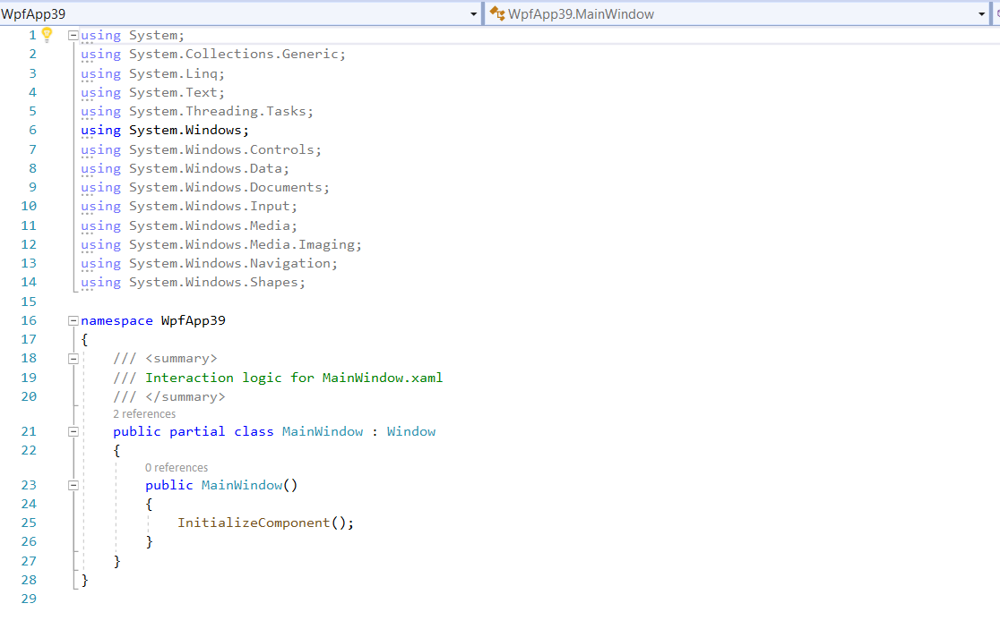 WpfApp39 WpfApp39.MainWindow
1 using System;
2 using System.Collections.Generic;
3 using System.Linq;
4 using System.Text;
5 using System.Threading.Tasks;
6 using System.Windows;
7 using System.Windows.Controls;
8 using System.Windows.Data;
9 using System.Windows.Documents;
10 using System.Windows.Input;
11 using System.Windows.Media;
12 using System.Windows.Media.Imaging;
13 using System.Windows.Navigation;
14 using System.Windows.Shapes;
15
16 namespace WpfApp39
17 {
18 /// <summary>
19 /// Interaction logic for MainWindow.xaml
20 /// </summary>
2 references
21 public partial class MainWindow : Window
22 {
0 references
23 public MainWindow()
24 {
25 InitializeComponent();
26 }
27 }
28 }
29